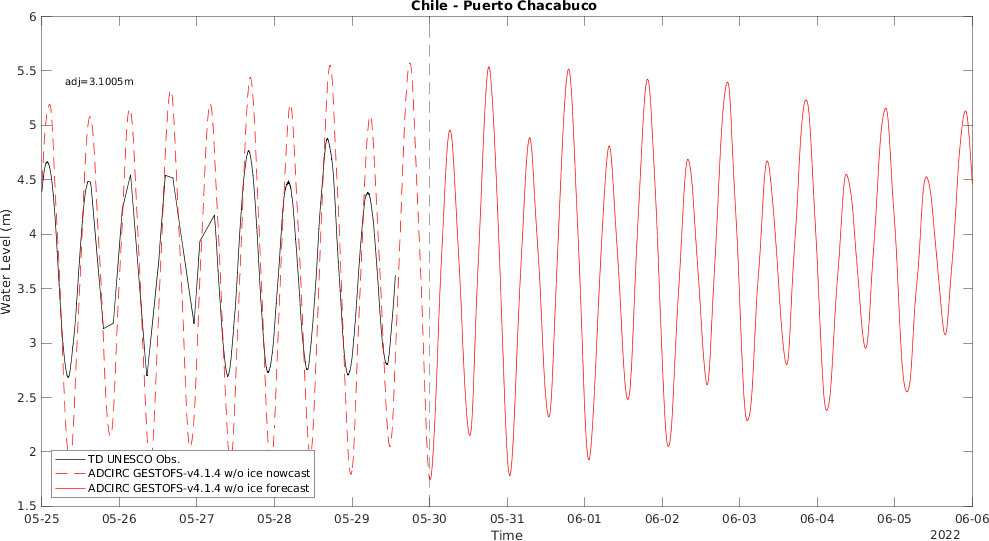 Chile - Puerto Chacabuco
6
5.5
5
4.5
4
3.5
3
2.5
2
1.5
Water Level (m)
adj=3.1005m
TD UNESCO Obs.
ADCIRC GESTOFS-v4.1.4 w/o ice nowcast
ADCIRC GESTOFS-v4.1.4 w/o ice forecast
05-25 05-26 05-27 05-28 05-29 05-30 05-31 06-01 06-02 06-03 06-04 06-05 06-06
Time
2022